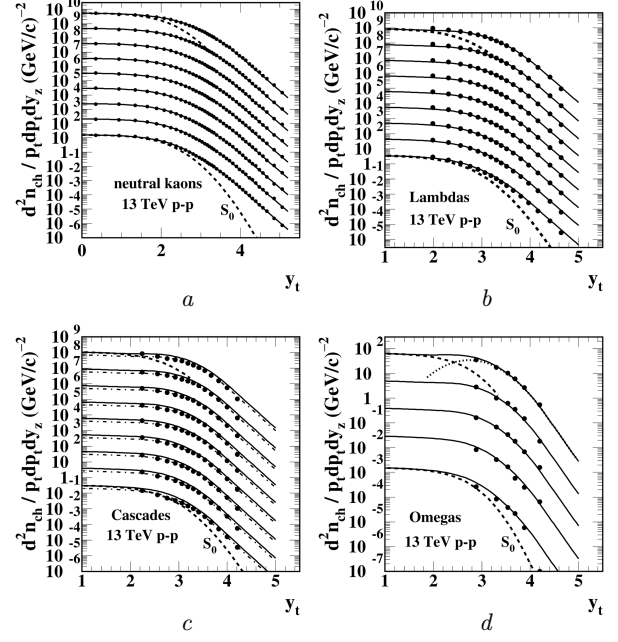 d²n_ch / p_t dp_t dy_z (GeV/c)⁻²
10¹⁰
10⁹
10⁸
10⁷
10⁶
10⁵
10⁴
10³
10²
10
1
10⁻¹
10⁻²
10⁻³
10⁻⁴
10⁻⁵
10⁻⁶
neutral kaons
13 TeV p-p
S₀
0 2 4
y_t
a
d²n_ch / p_t dp_t dy_z (GeV/c)⁻²
10⁹
10⁸
10⁷
10⁶
10⁵
10⁴
10³
10²
10
1
10⁻¹
10⁻²
10⁻³
10⁻⁴
10⁻⁵
Lambdas
13 TeV p-p
S₀
1 2 3 4 5
y_t
b
d²n_ch / p_t dp_t dy_z (GeV/c)⁻²
10⁹
10⁸
10⁷
10⁶
10⁵
10⁴
10³
10²
10
1
10⁻¹
10⁻²
10⁻³
10⁻⁴
10⁻⁵
10⁻⁶
Cascades
13 TeV p-p
S₀
1 2 3 4 5
y_t
c
d²n_ch / p_t dp_t dy_z (GeV/c)⁻²
10²
10
1
10⁻¹
10⁻²
10⁻³
10⁻⁴
10⁻⁵
10⁻⁶
10⁻⁷
Omegas
13 TeV p-p
S₀
1 2 3 4 5
y_t
d